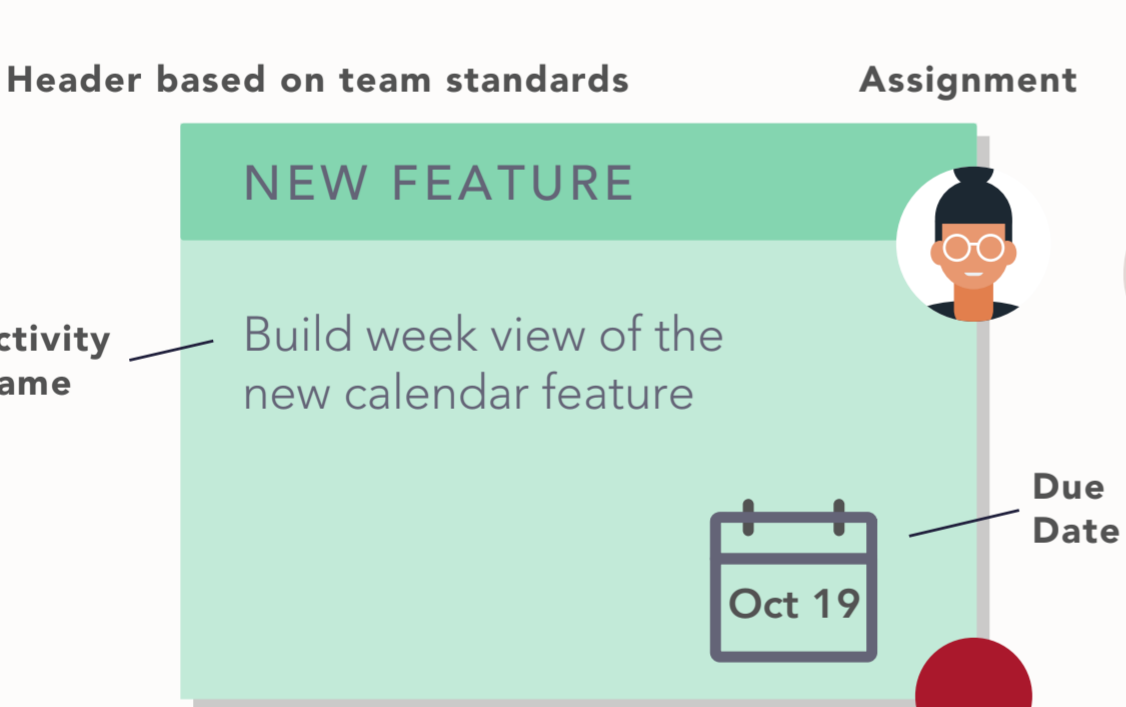 Header based on team standards
Assignment
NEW FEATURE
Build week view of the
new calendar feature
ctivity
ame
Due
Date
Oct 19